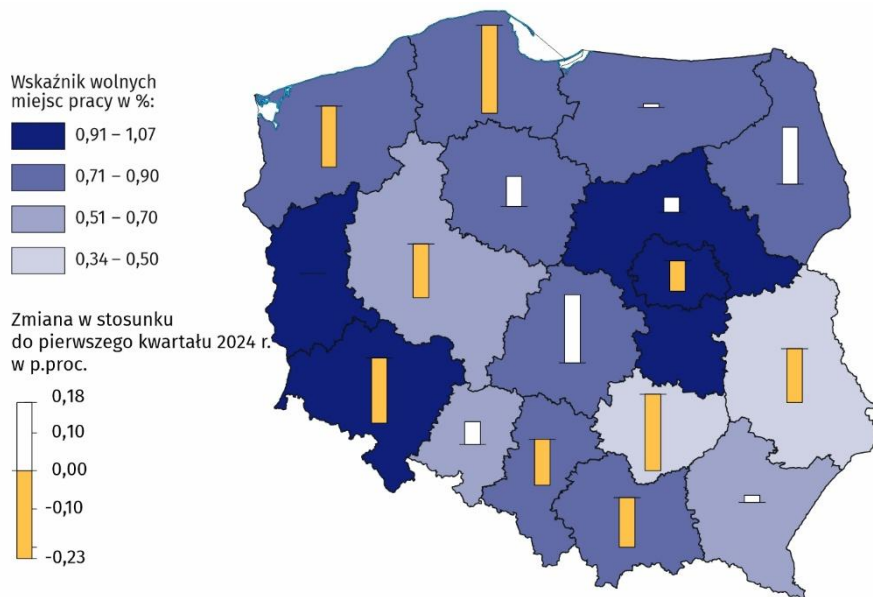 Wskaźnik wolnych
miejsc pracy w %:
0,91 – 1,07
0,71 – 0,90
0,51 – 0,70
0,34 – 0,50
Zmiana w stosunku
do pierwszego kwartału 2024 r.
w p.proc.
0,18
0,10
0,00
-0,10
-0,23